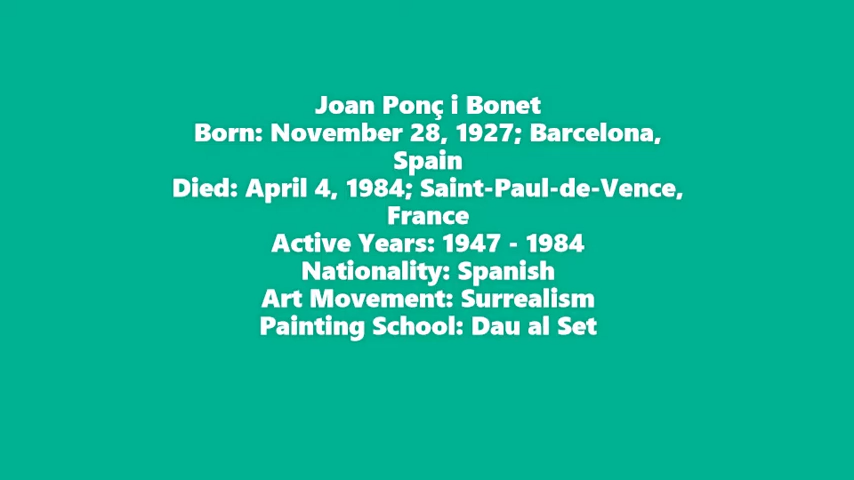 Joan Ponç i Bonet
Born: November 28, 1927; Barcelona,
Spain
Died: April 4, 1984; Saint-Paul-de-Vence,
France
Active Years: 1947 - 1984
Nationality: Spanish
Art Movement: Surrealism
Painting School: Dau al Set